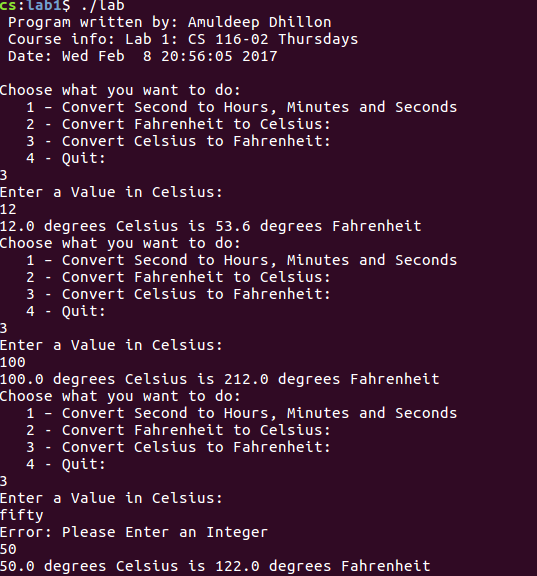 cs:lab1$ ./lab
Program written by: Amuldeep Dhillon
Course info: Lab 1: CS 116-02 Thursdays
Date: Wed Feb  8 20:56:05 2017
Choose what you want to do:
1 – Convert Second to Hours, Minutes and Seconds
2 - Convert Fahrenheit to Celsius:
3 - Convert Celsius to Fahrenheit:
4 - Quit:
3
Enter a Value in Celsius:
12
12.0 degrees Celsius is 53.6 degrees Fahrenheit
Choose what you want to do:
1 – Convert Second to Hours, Minutes and Seconds
2 - Convert Fahrenheit to Celsius:
3 - Convert Celsius to Fahrenheit:
4 - Quit:
3
Enter a Value in Celsius:
100
100.0 degrees Celsius is 212.0 degrees Fahrenheit
Choose what you want to do:
1 – Convert Second to Hours, Minutes and Seconds
2 - Convert Fahrenheit to Celsius:
3 - Convert Celsius to Fahrenheit:
4 - Quit:
3
Enter a Value in Celsius:
fifty
Error: Please Enter an Integer
50
50.0 degrees Celsius is 122.0 degrees Fahrenheit